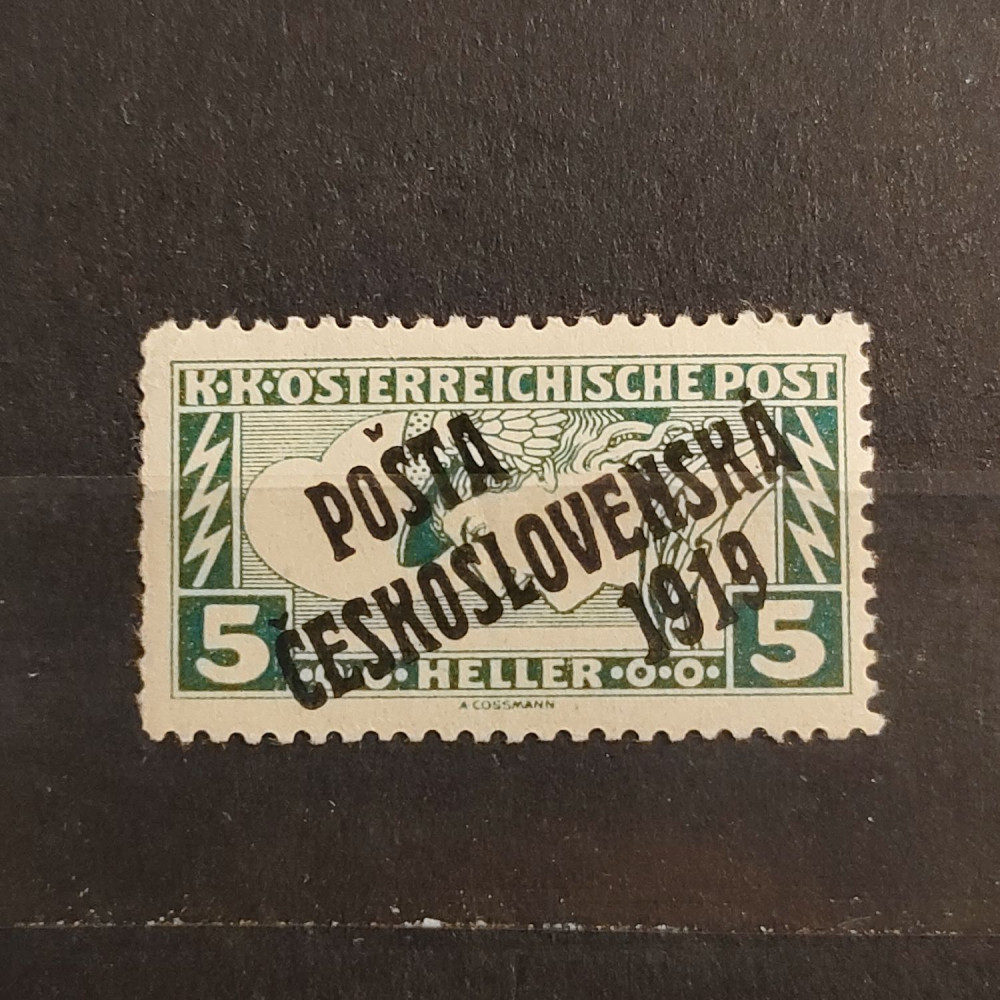 K·K·ÖSTERREICHISCHE POST
POŠTA
ČESKOSLOVENSKÁ
1919
5 HELLER·O·O· 5
A COSSMANN